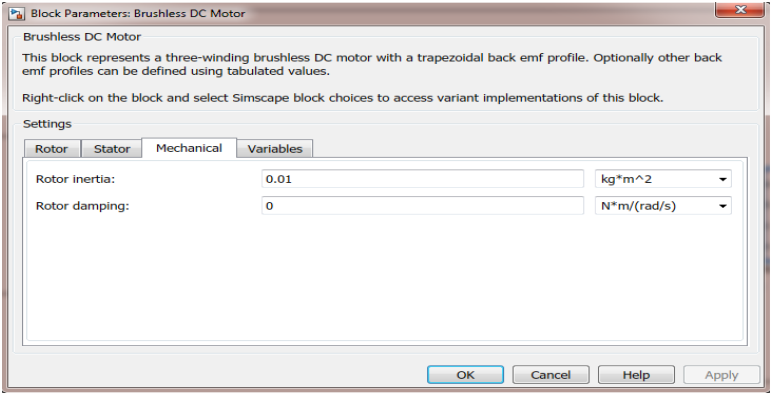 Block Parameters: Brushless DC Motor
Brushless DC Motor
This block represents a three-winding brushless DC motor with a trapezoidal back emf profile. Optionally other back
emf profiles can be defined using tabulated values.
Right-click on the block and select Simscape block choices to access variant implementations of this block.
Settings
Rotor Stator Mechanical Variables
Rotor inertia: 0.01 kg*m^2
Rotor damping: 0 N*m/(rad/s)
OK Cancel Help Apply